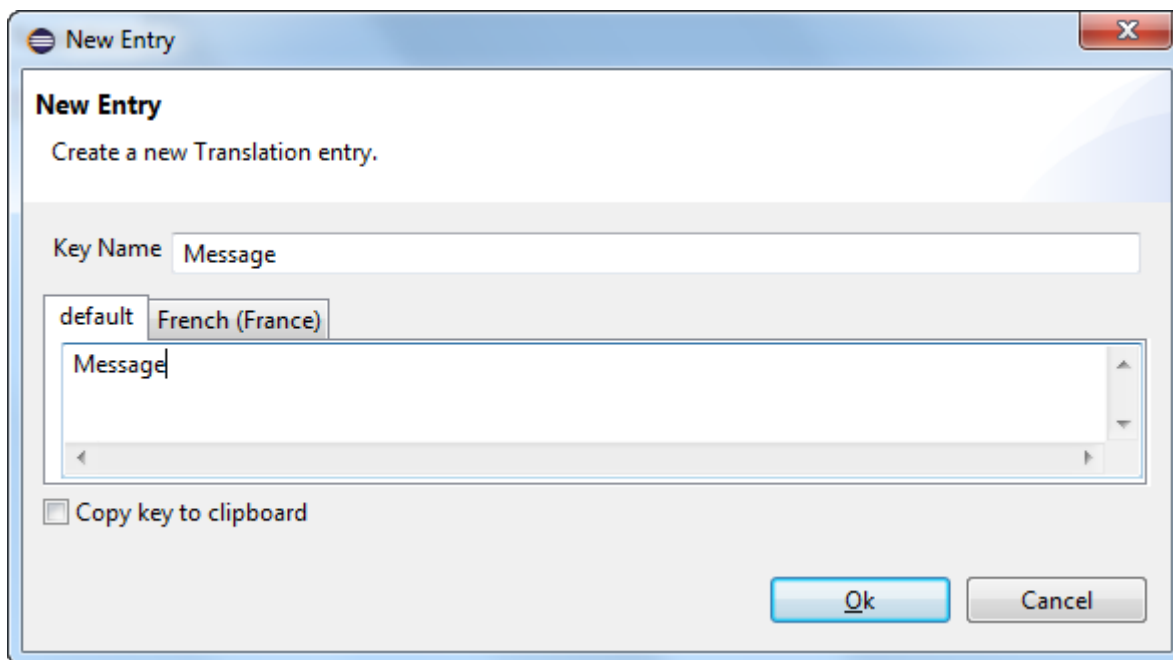 New Entry
New Entry
Create a new Translation entry.
Key Name Message
default French (France)
Message
Copy key to clipboard
Ok Cancel